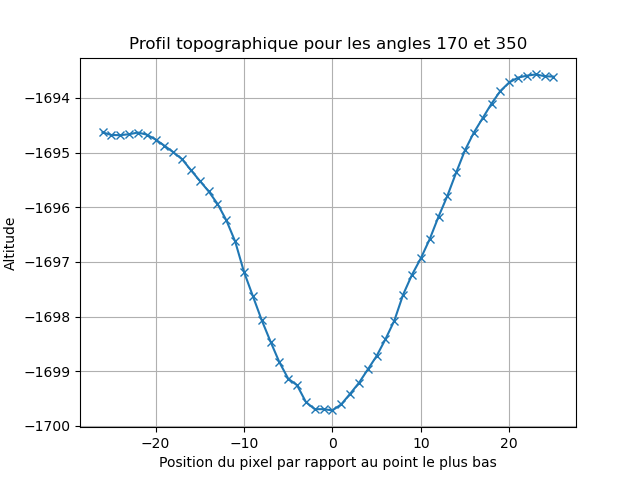 Profil topographique pour les angles 170 et 350
Altitude
−1694
−1695
−1696
−1697
−1698
−1699
−1700
−20 −10 0 10 20
Position du pixel par rapport au point le plus bas